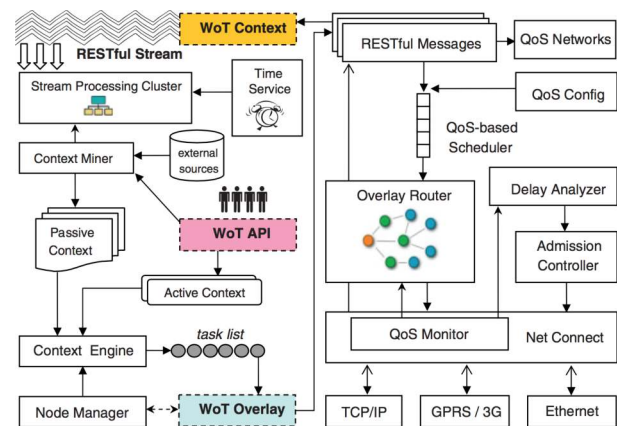 WoT Context
RESTful Stream
Stream Processing Cluster
Time
Service
Context Miner
external
sources
Passive
Context
WoT API
Active Context
Context Engine
task list
Node Manager
WoT Overlay
RESTful Messages
QoS Networks
QoS Config
QoS-based
Scheduler
Overlay Router
Delay Analyzer
Admission
Controller
QoS Monitor
Net Connect
TCP/IP
GPRS / 3G
Ethernet